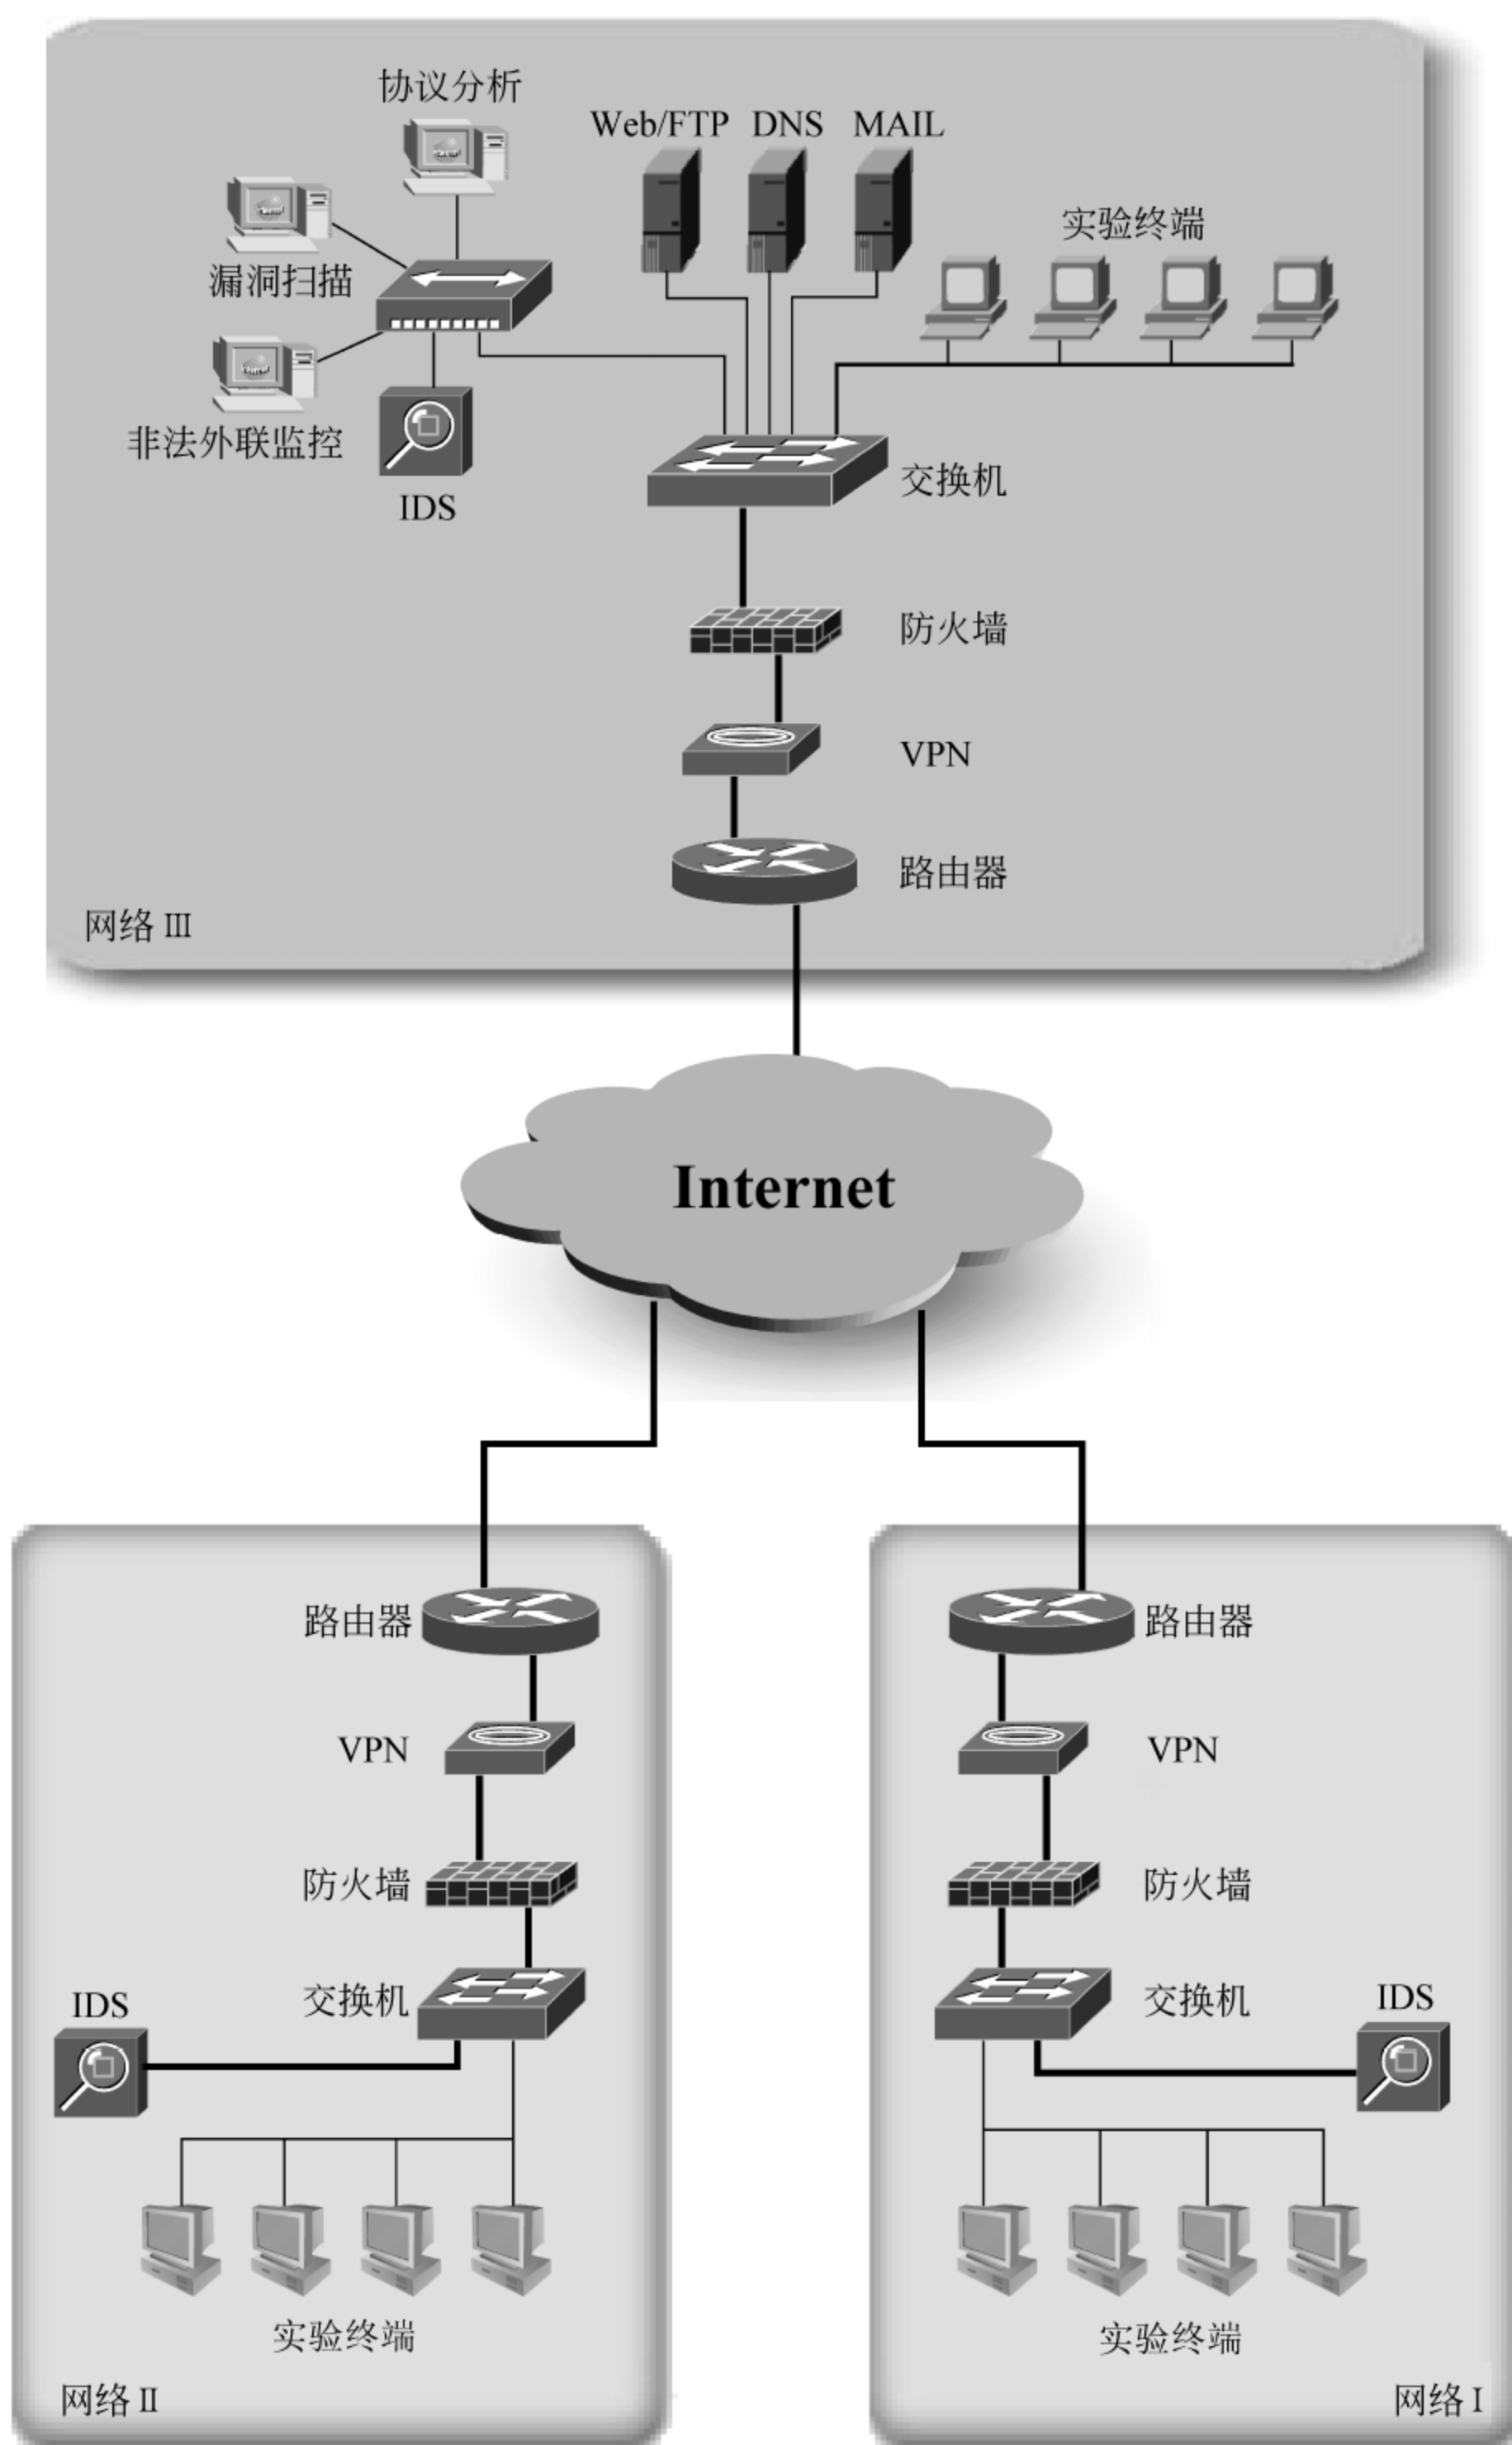 协议分析
Web/FTP DNS MAIL
实验终端
漏洞扫描
非法外联监控
IDS
交换机
防火墙
VPN
路由器
网络 III
Internet
路由器
VPN
防火墙
交换机
IDS
实验终端
网络 II
路由器
VPN
防火墙
交换机
IDS
实验终端
网络 I